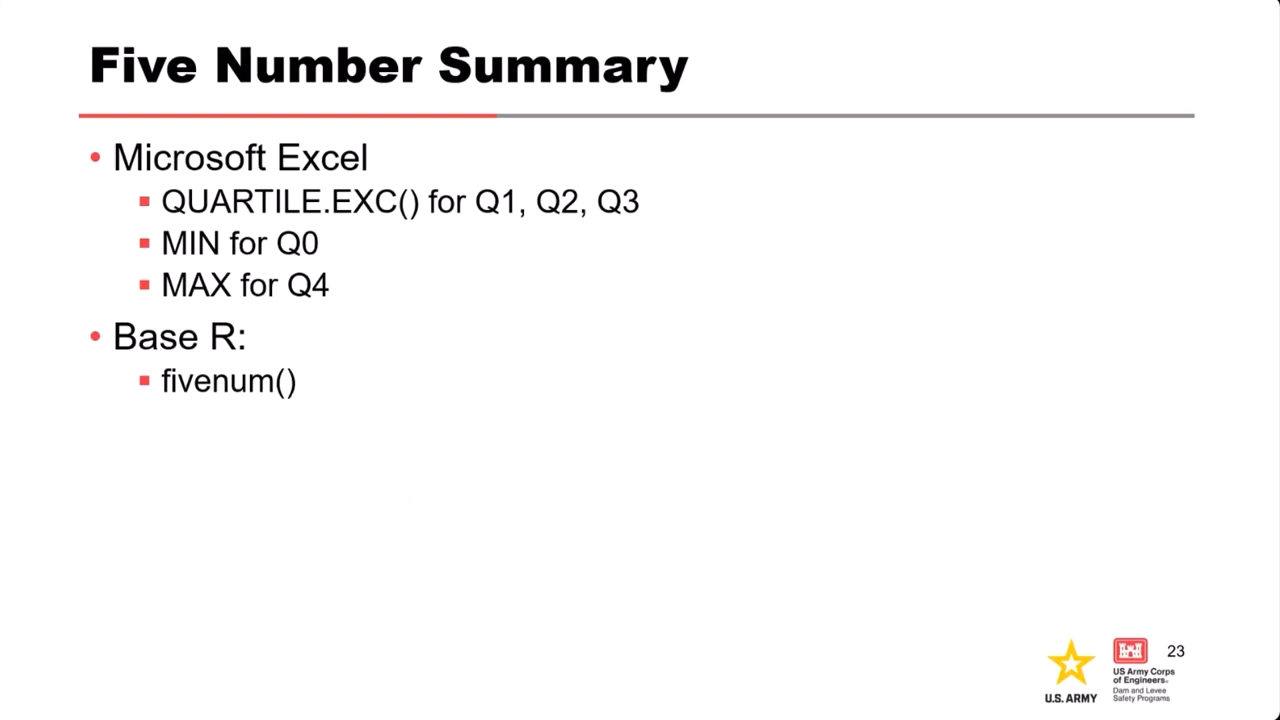 Five Number Summary
• Microsoft Excel
▪ QUARTILE.EXC() for Q1, Q2, Q3
▪ MIN for Q0
▪ MAX for Q4
• Base R:
▪ fivenum()
U.S. ARMY
US Army Corps
of Engineers®
Dam and Levee
Safety Programs
23